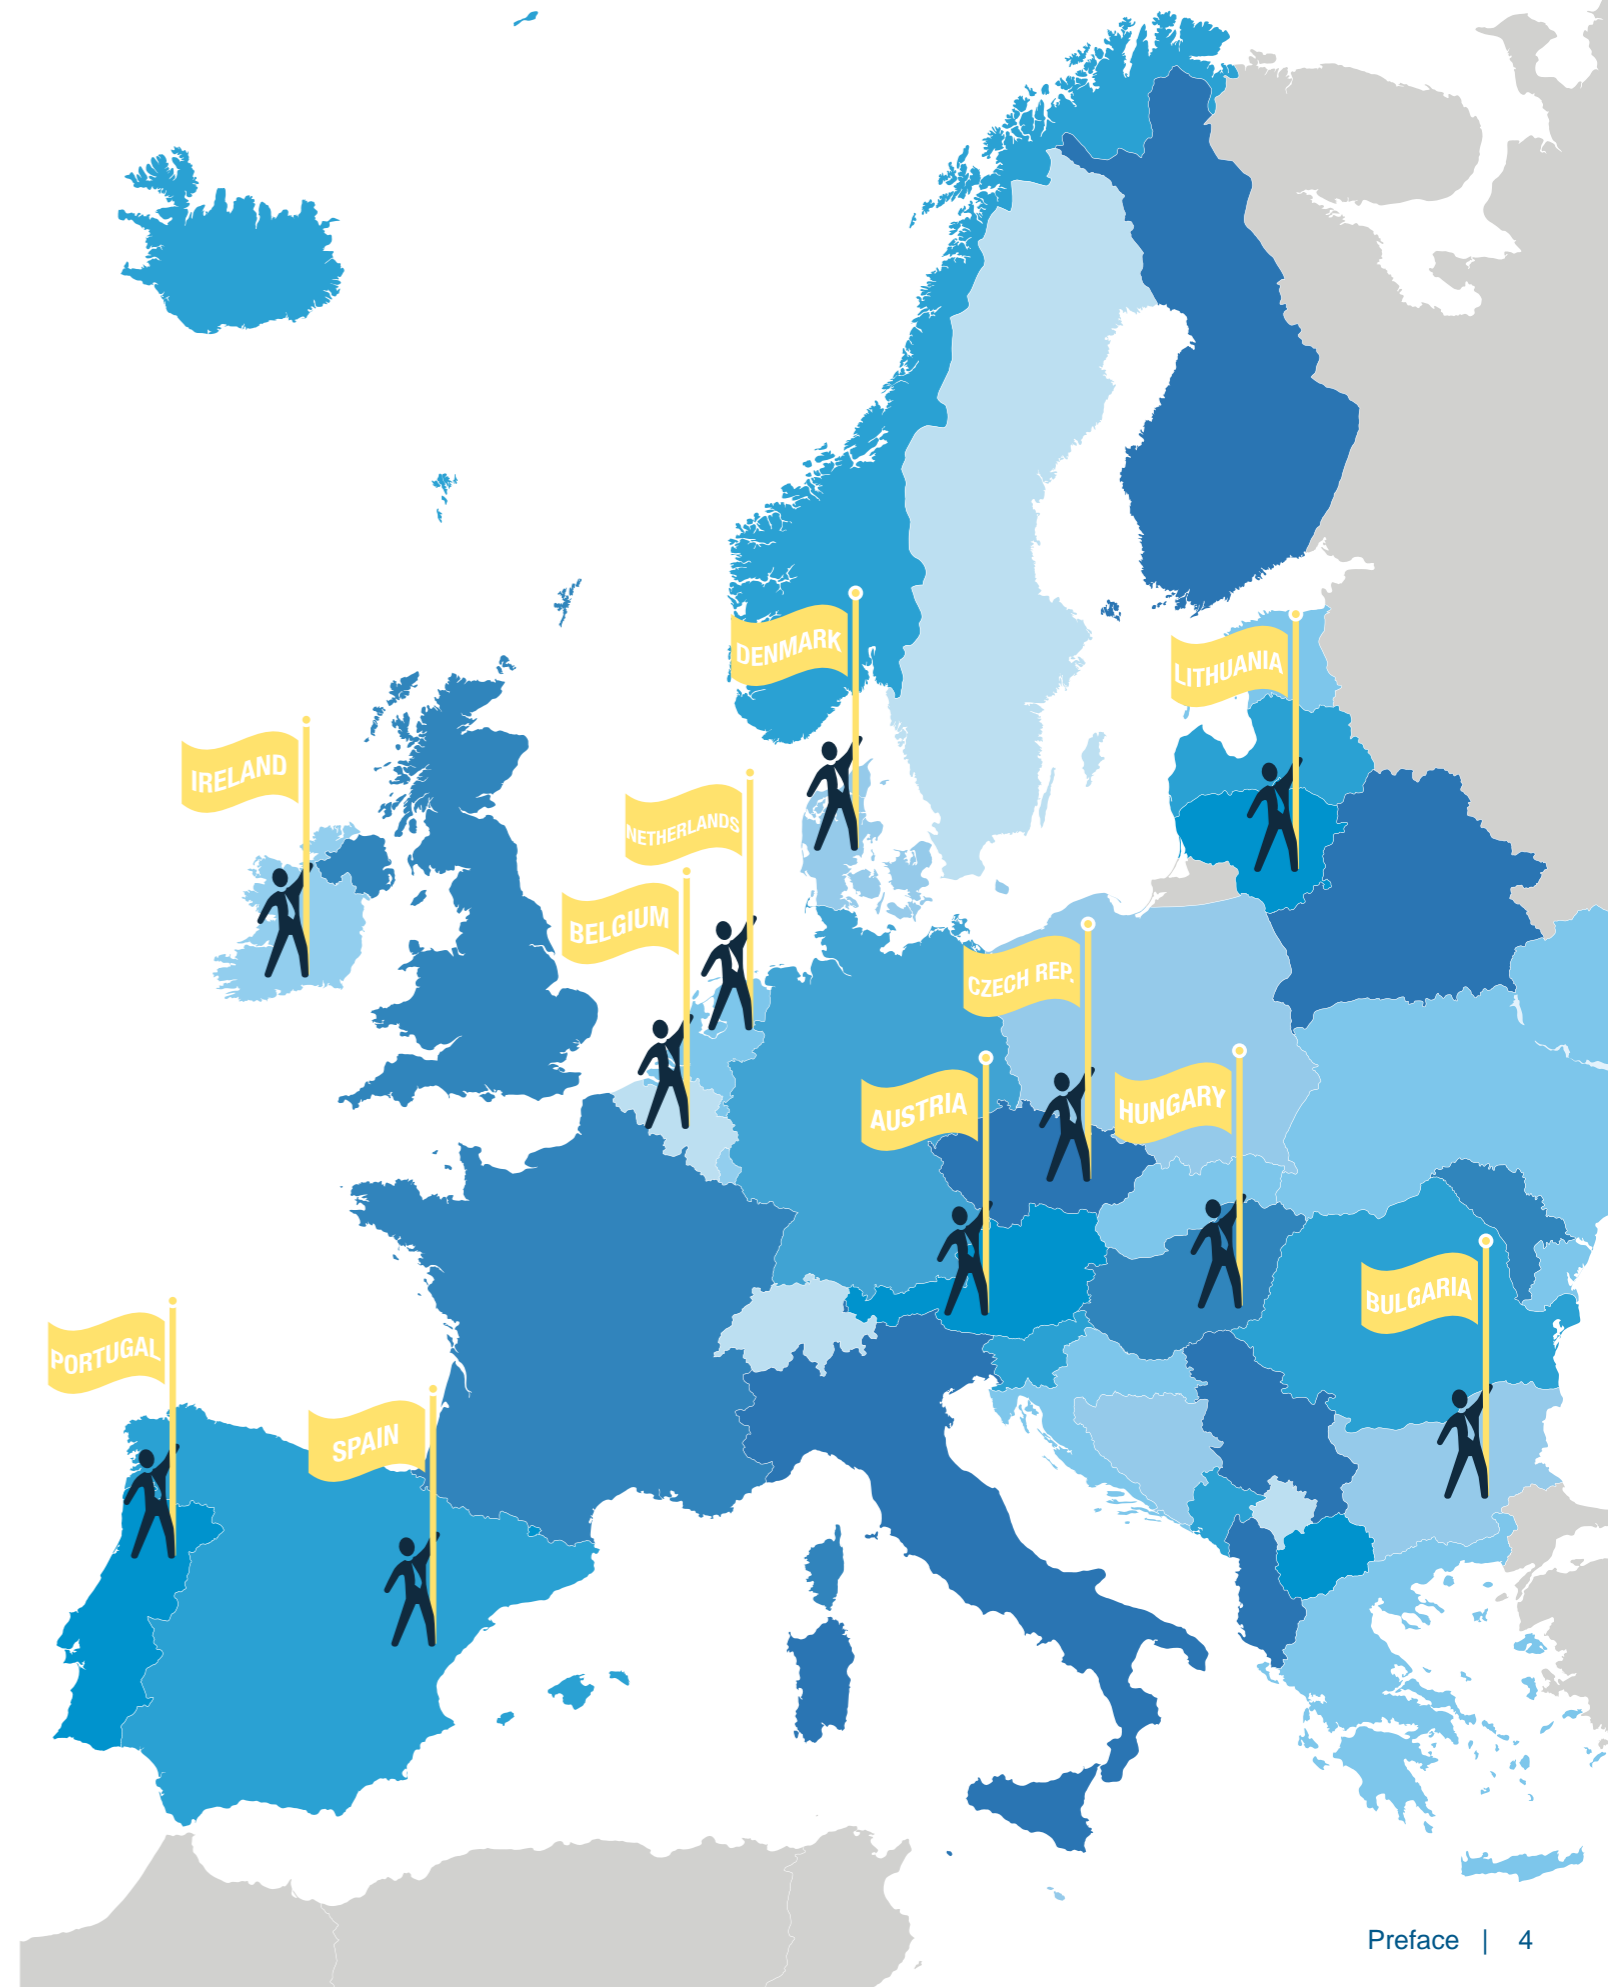 DENMARK
LITHUANIA
IRELAND
NETHERLANDS
BELGIUM
CZECH REP.
AUSTRIA
HUNGARY
BULGARIA
PORTUGAL
SPAIN
Preface | 4